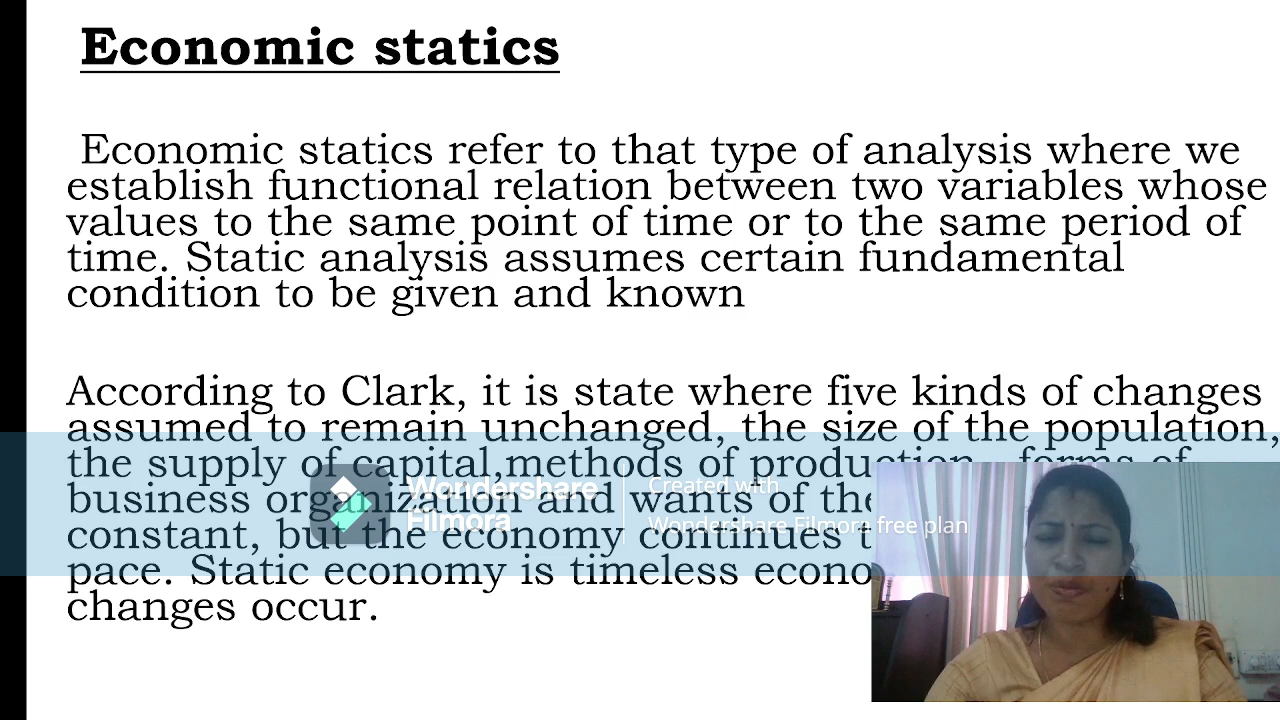 Economic statics
Economic statics refer to that type of analysis where we
establish functional relation between two variables whose
values to the same point of time or to the same period of
time. Static analysis assumes certain fundamental
condition to be given and known
According to Clark, it is state where five kinds of changes
assumed to remain unchanged, the size of the population,
the supply of capital,methods of production, forms of
business organization and wants of the
constant, but the economy continues
pace. Static economy is timeless
changes occur.
Wondershare
Filmora
Created with
Wondershare Filmora free plan